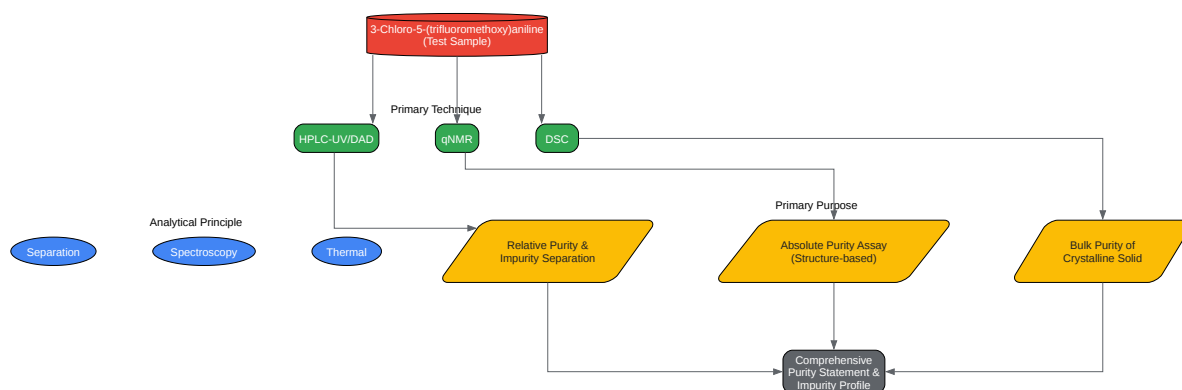 3-Chloro-5-(trifluoromethoxy)aniline
(Test Sample)
Primary Technique
HPLC-UV/DAD
qNMR
DSC
Primary Purpose
Analytical Principle
Separation
Spectroscopy
Thermal
Relative Purity &
Impurity Separation
Absolute Purity Assay
(Structure-based)
Bulk Purity of
Crystalline Solid
Comprehensive
Purity Statement &
Impurity Profile